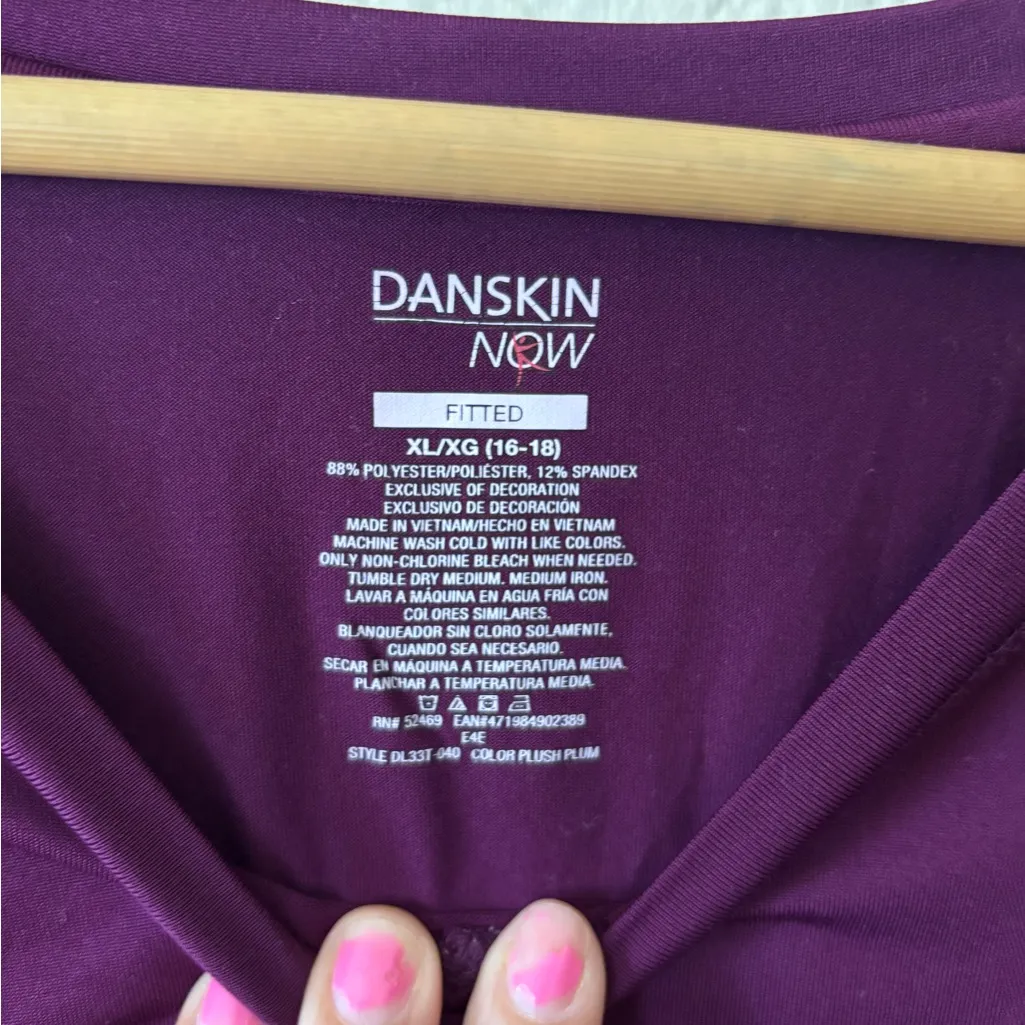 DANSKIN
NOW
FITTED
XL/XG (16-18)
88% POLYESTER/POLIÉSTER, 12% SPANDEX
EXCLUSIVE OF DECORATION
EXCLUSIVO DE DECORACIÓN
MADE IN VIETNAM/HECHO EN VIETNAM
MACHINE WASH COLD WITH LIKE COLORS.
ONLY NON-CHLORINE BLEACH WHEN NEEDED.
TUMBLE DRY MEDIUM. MEDIUM IRON.
LAVAR A MÁQUINA EN AGUA FRÍA CON
COLORES SIMILARES.
BLANQUEADOR SIN CLORO SOLAMENTE,
CUANDO SEA NECESARIO.
SECAR EN MÁQUINA A TEMPERATURA MEDIA.
PLANCHAR A TEMPERATURA MEDIA.
RN# 52469 EAN#471984902389
E4E
STYLE DL33T-040 COLOR PLUSH PLUM